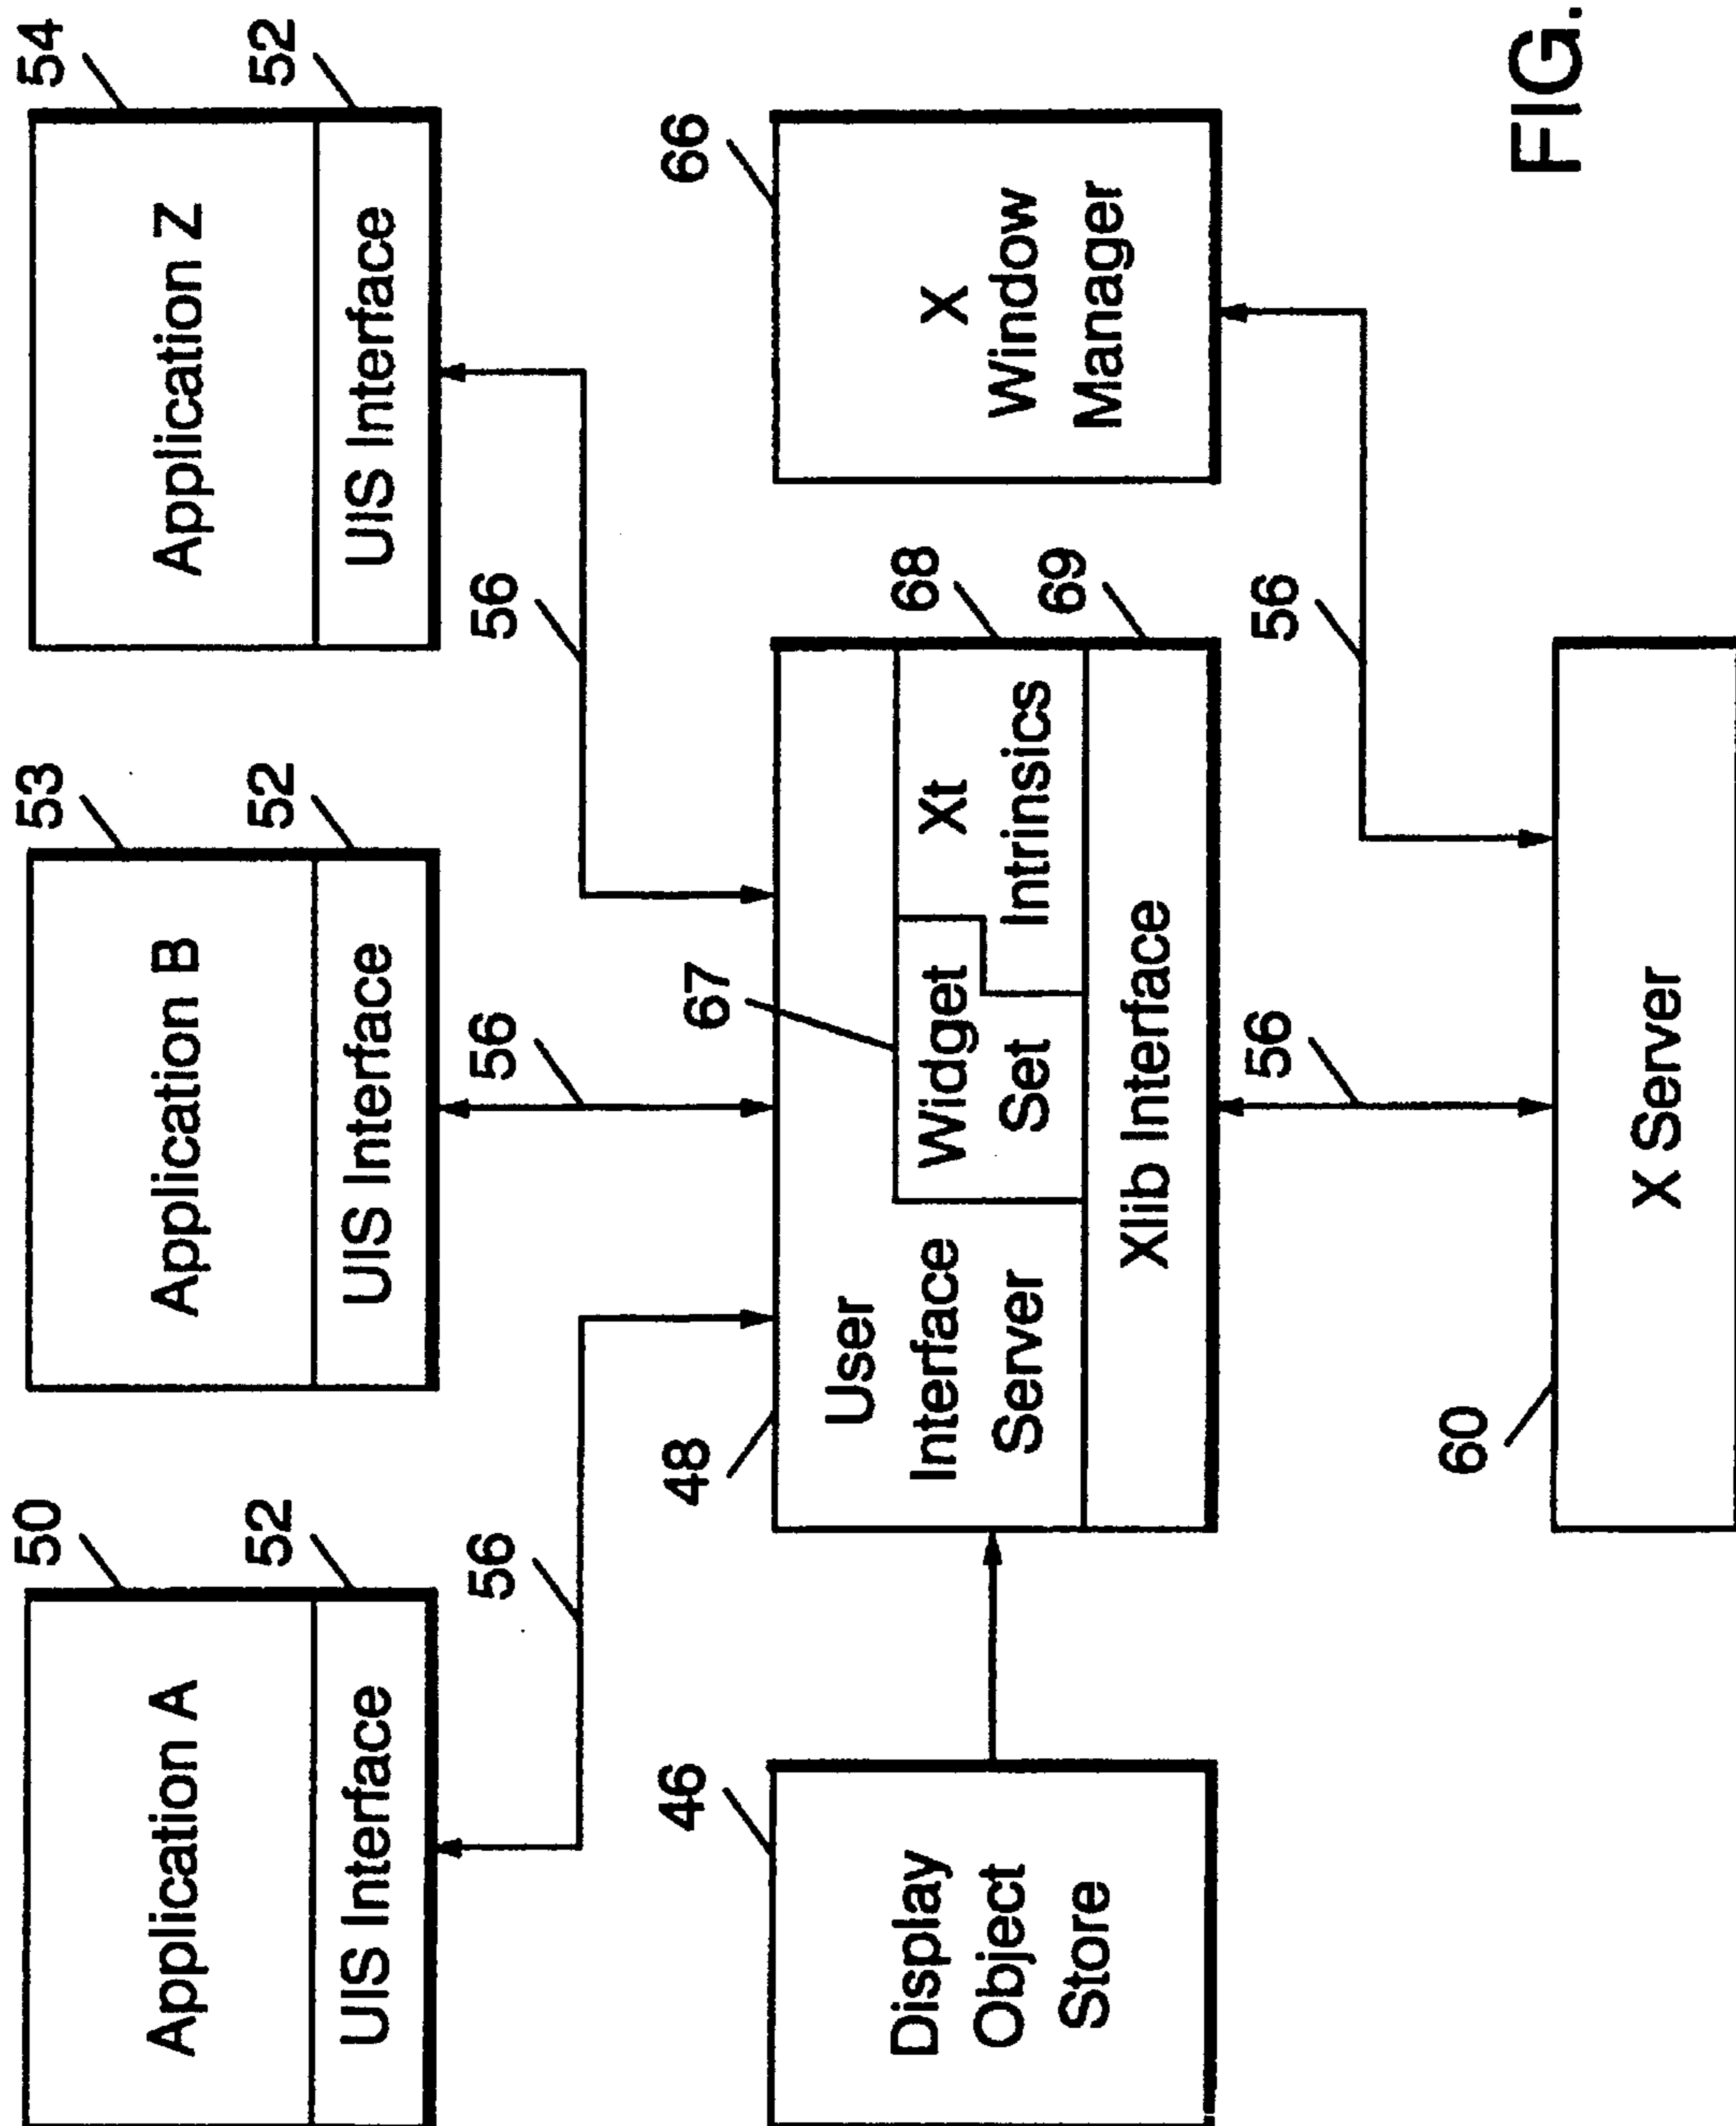 50
Application A
52
UIS Interface
53
Application B
52
UIS Interface
54
Application Z
52
UIS Interface
56
56
56
46
Display
Object
Store
48
User
Interface
Server
67
Widget
Set
Xt
Intrinsics
68
69
Xlib Interface
66
X
Window
Manager
56
56
60
X Server
FIG.